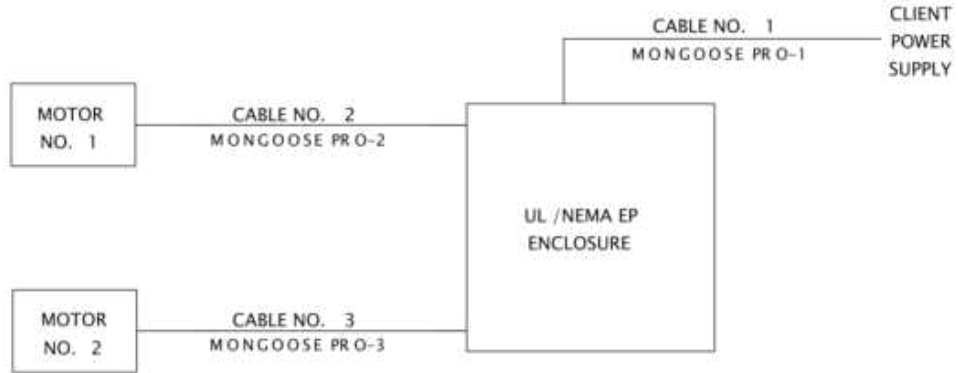 CABLE NO. 1
MONGOOSE PRO-1
CLIENT
POWER
SUPPLY
MOTOR
NO. 1
CABLE NO. 2
MONGOOSE PRO-2
UL /NEMA EP
ENCLOSURE
MOTOR
NO. 2
CABLE NO. 3
MONGOOSE PRO-3